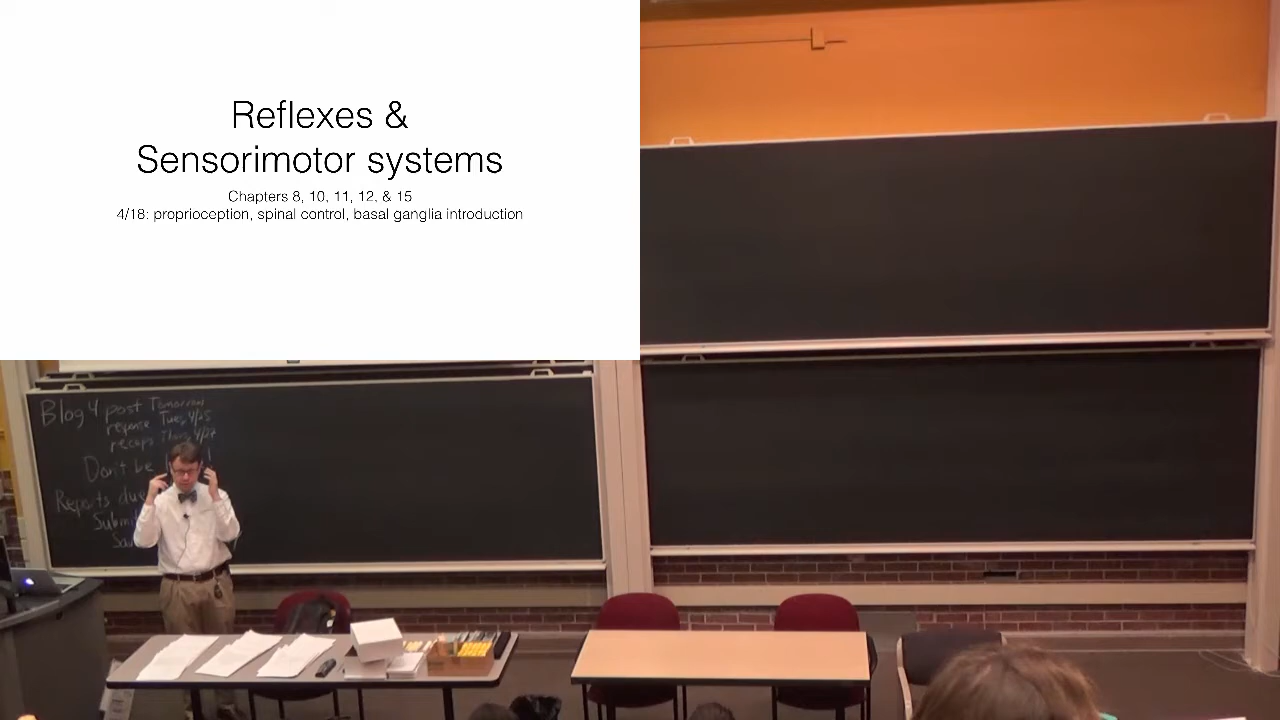 Reflexes &
Sensorimotor systems
Chapters 8, 10, 11, 12, & 15
4/18: proprioception, spinal control, basal ganglia introduction
Blog 4 post Tomorrow
response Tues 4/25
recaps Thurs 4/27
Don't be
Reports due
Submit